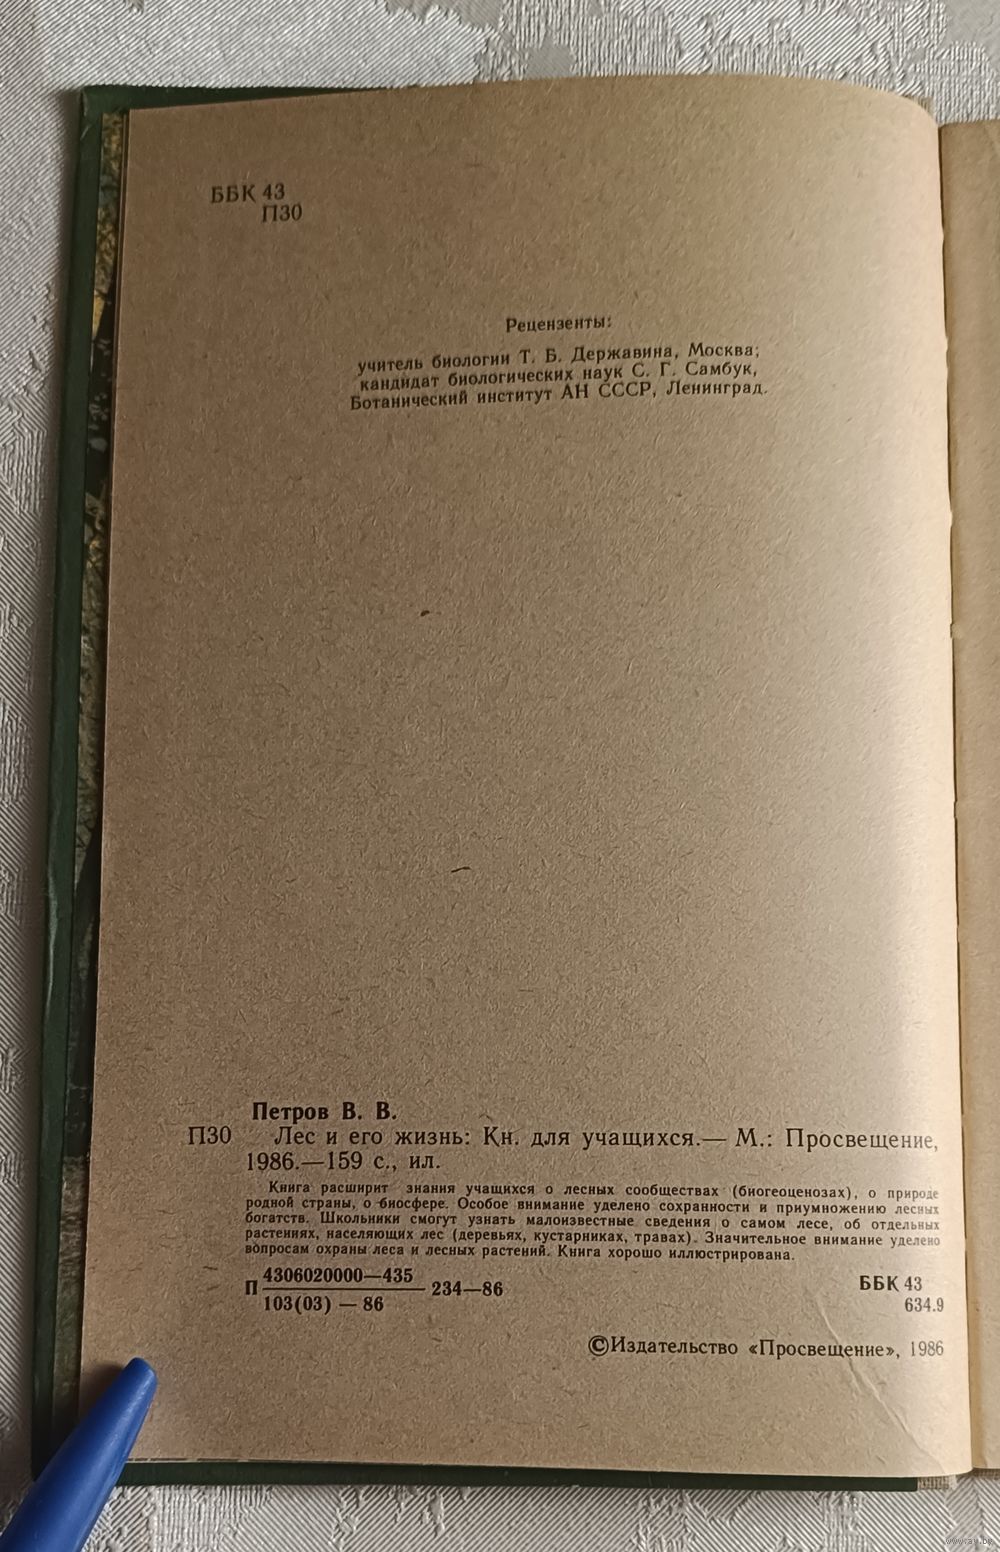 ББК 43
П30
Рецензенты:
учитель биологии Т. Б. Державина, Москва;
кандидат биологических наук С. Г. Самбук,
Ботанический институт АН СССР, Ленинград.
Петров В. В.
П30 Лес и его жизнь: Кн. для учащихся.— М.: Просвещение,
1986.—159 с., ил.
Книга расширит знания учащихся о лесных сообществах (биогеоценозах), о природе
родной страны, о биосфере. Особое внимание уделено сохранности и приумножению лесных
богатств. Школьники смогут узнать малоизвестные сведения о самом лесе, об отдельных
растениях, населяющих лес (деревьях, кустарниках, травах). Значительное внимание уделено
вопросам охраны леса и лесных растений. Книга хорошо иллюстрирована.
П 4306020000—435 234—86
103(03) — 86
ББК 43
634.9
©Издательство «Просвещение», 1986
www.ay.by